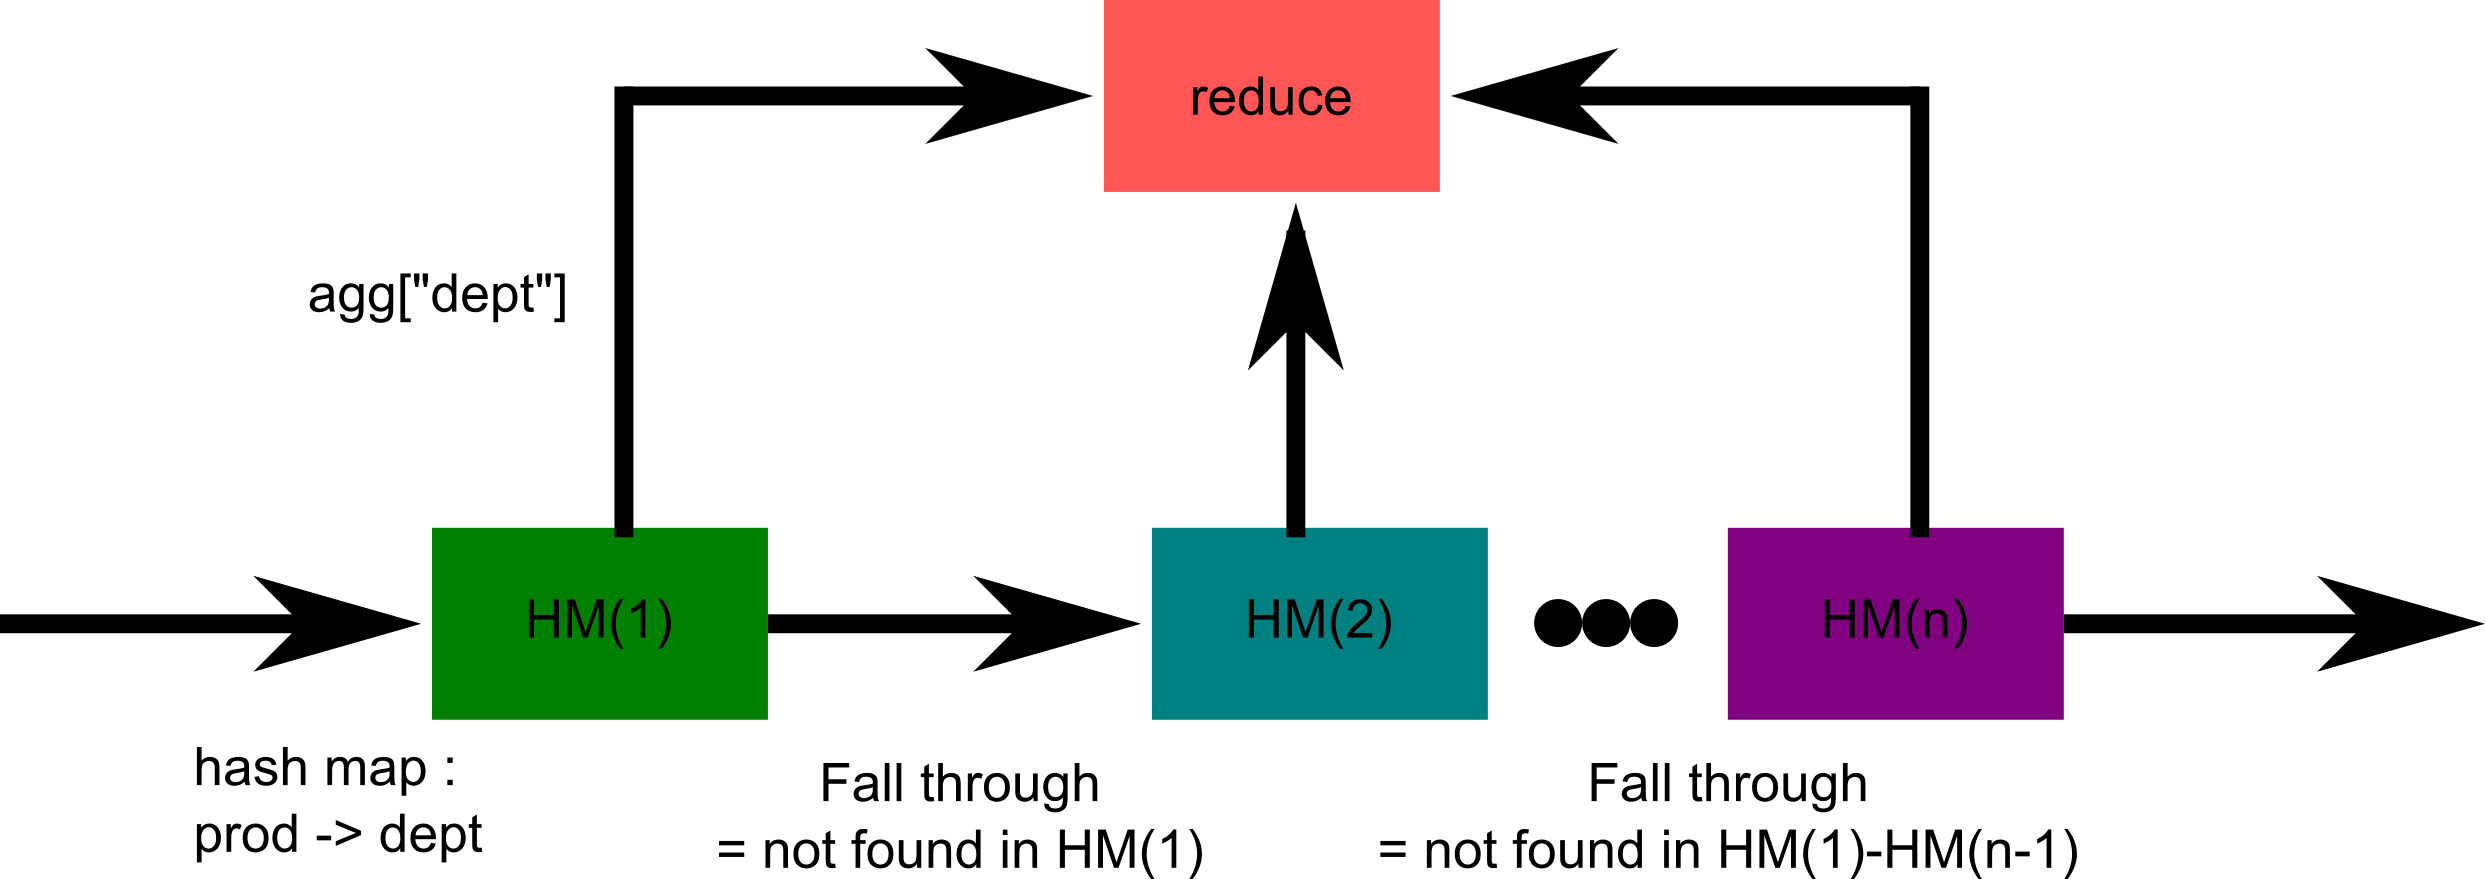 reduce
agg["dept"]
HM(1)
HM(2)
HM(n)
hash map :
prod -> dept
Fall through
= not found in HM(1)
Fall through
= not found in HM(1)-HM(n-1)